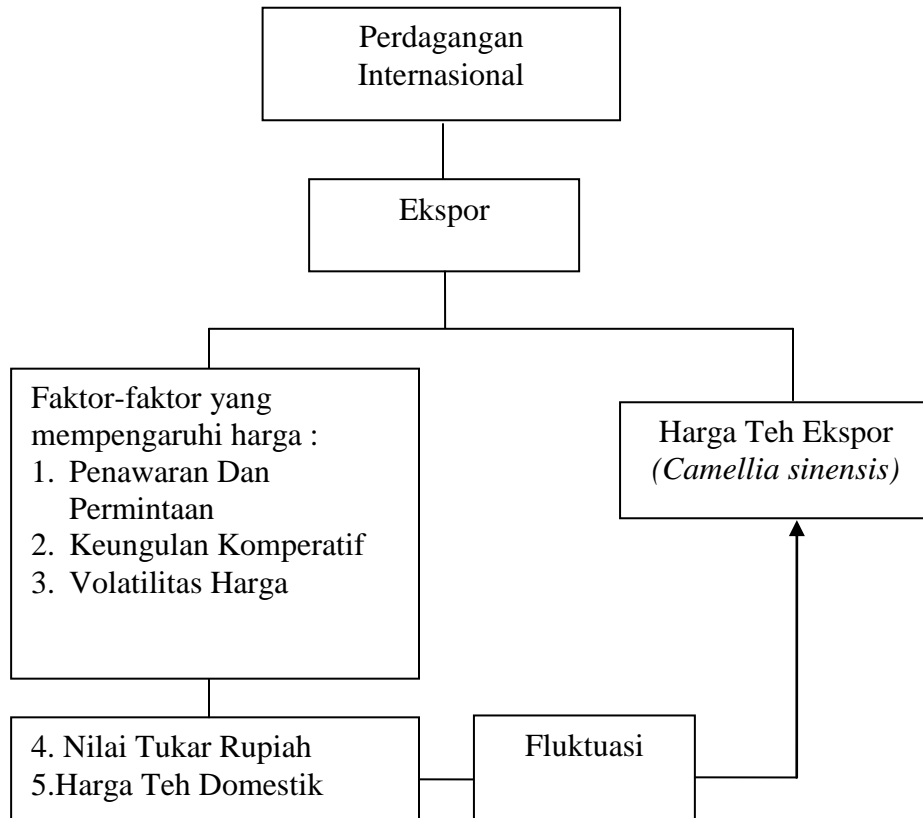 Perdagangan
Internasional
Ekspor
Faktor-faktor yang
mempengaruhi harga :
1. Penawaran Dan
Permintaan
2. Keungulan Komperatif
3. Volatilitas Harga
Harga Teh Ekspor
(Camellia sinensis)
4. Nilai Tukar Rupiah
5.Harga Teh Domestik
Fluktuasi